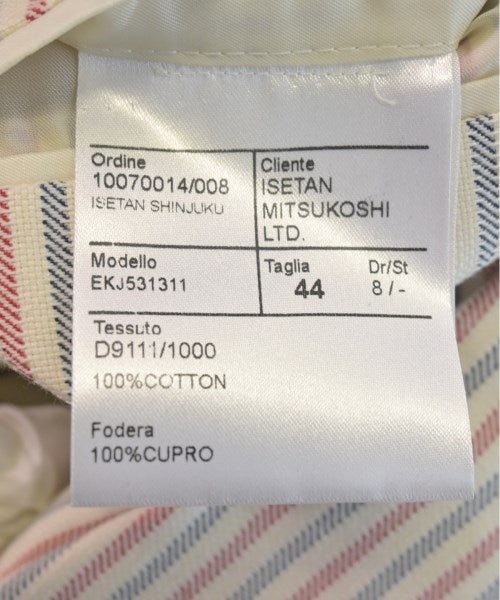 Ordine
10070014/008
ISETAN SHINJUKU
Cliente
ISETAN
MITSUKOSHI
LTD.
Modello
EKJ531311
Taglia
44
Dr/St
8 / -
Tessuto
D9111/1000
100%COTTON
Fodera
100%CUPRO